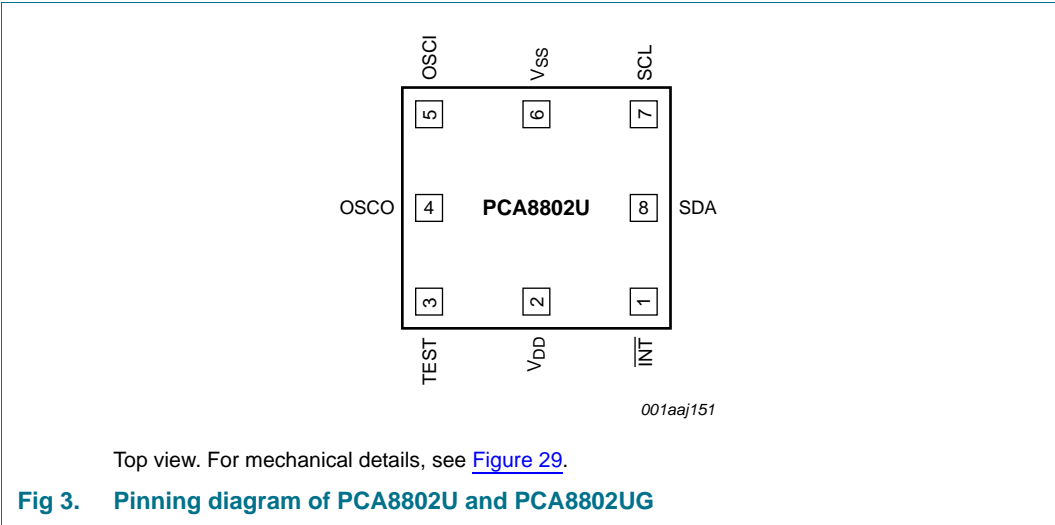 OSCI VSS SCL
5 6 7
OSCO 4 PCA8802U 8 SDA
3 2 1
TEST VDD INT
001aaj151
Top view. For mechanical details, see Figure 29.
Fig 3. Pinning diagram of PCA8802U and PCA8802UG